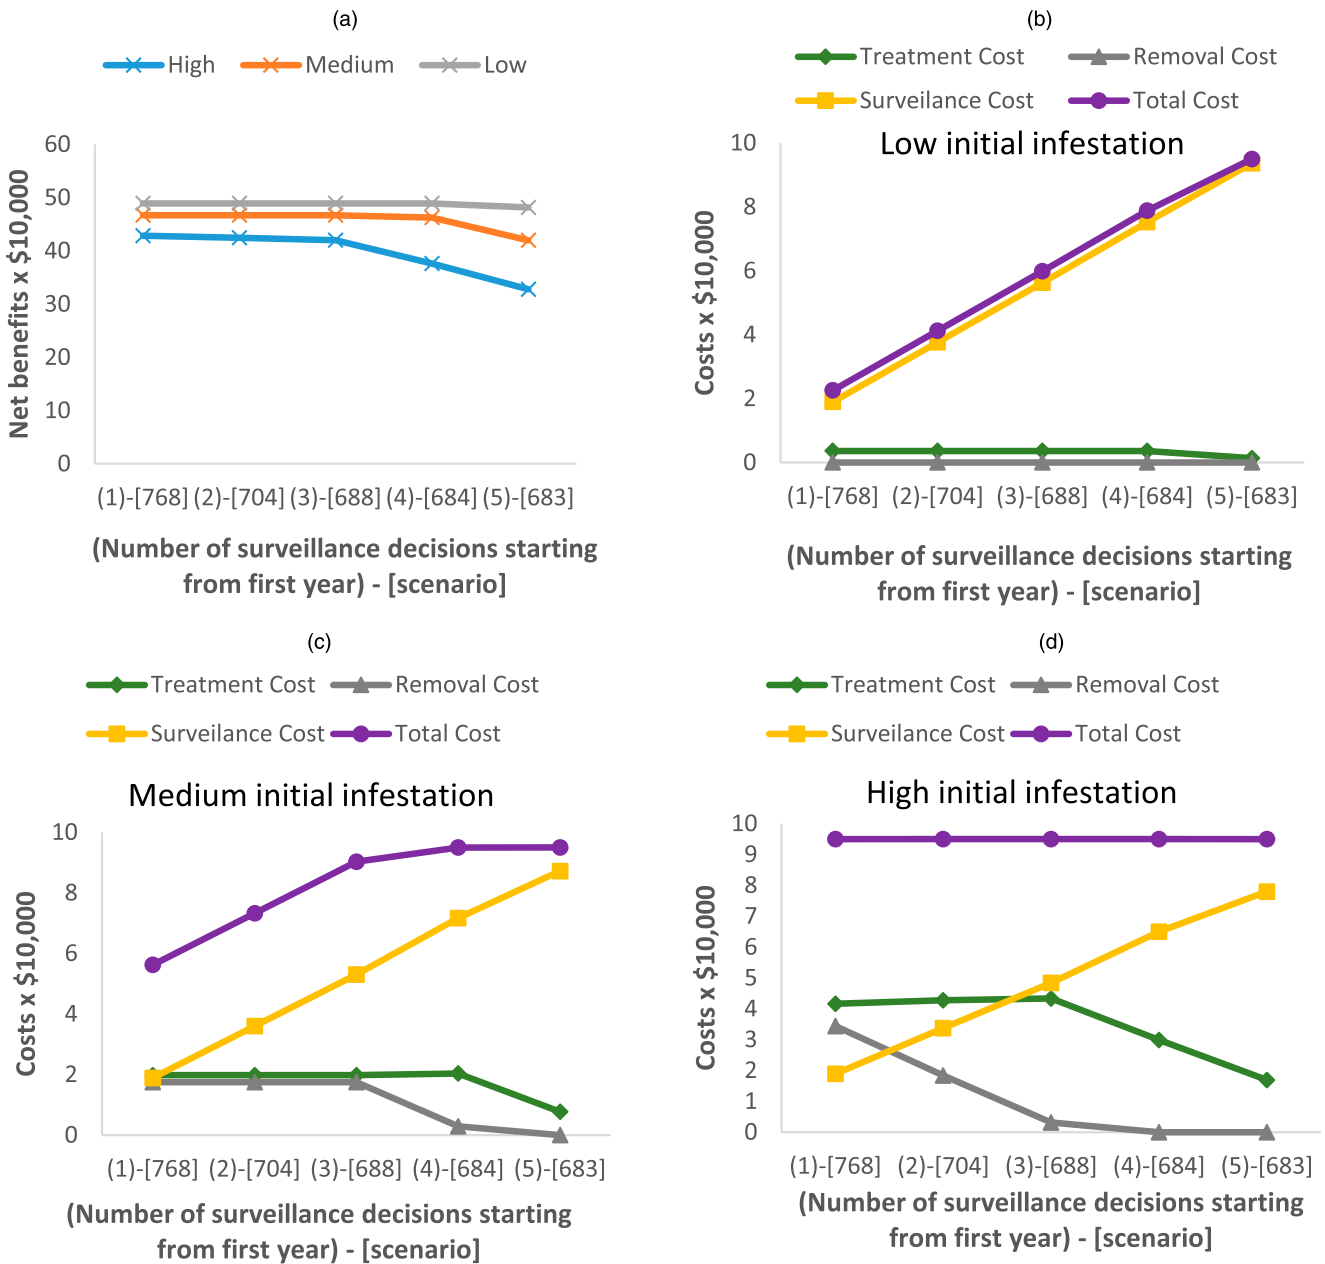 (a)
High Medium Low
60
50
40
30
20
10
0
Net benefits x $10,000
(1)-[768] (2)-[704] (3)-[688] (4)-[684] (5)-[683]
(Number of surveillance decisions starting
from first year) - [scenario]
(b)
Treatment Cost Removal Cost
Surveilance Cost Total Cost
Low initial infestation
10
8
6
4
2
0
Costs x $10,000
(1)-[768] (2)-[704] (3)-[688] (4)-[684] (5)-[683]
(Number of surveillance decisions starting
from first year) - [scenario]
(c)
Treatment Cost Removal Cost
Surveilance Cost Total Cost
Medium initial infestation
10
8
6
4
2
0
Costs x $10,000
(1)-[768] (2)-[704] (3)-[688] (4)-[684] (5)-[683]
(Number of surveillance decisions starting
from first year) - [scenario]
(d)
Treatment Cost Removal Cost
Surveilance Cost Total Cost
High initial infestation
10
9
8
7
6
5
4
3
2
1
0
Costs x $10,000
(1)-[768] (2)-[704] (3)-[688] (4)-[684] (5)-[683]
(Number of surveillance decisions starting
from first year) - [scenario]